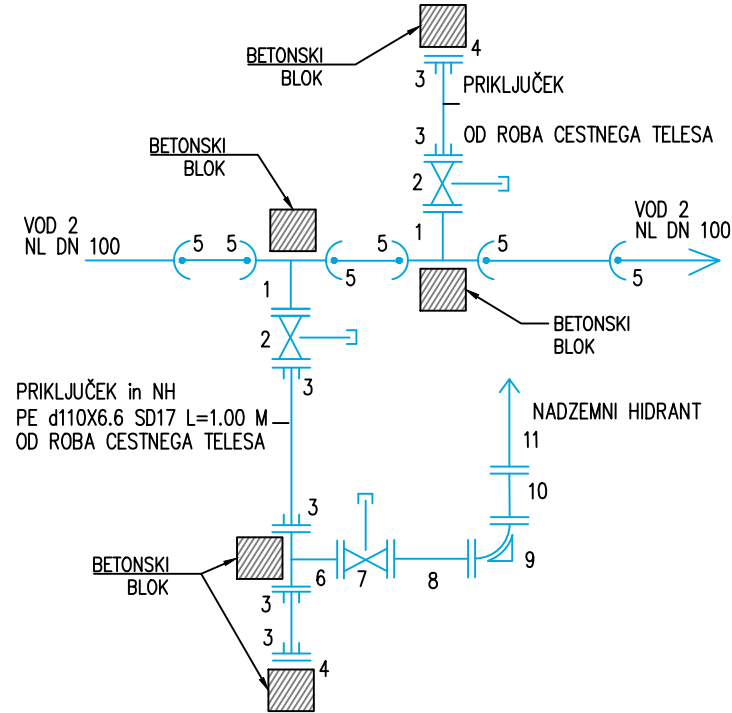 BETONSKI
BLOK
4
3
PRIKLJUČEK
3
OD ROBA CESTNEGA TELESA
BETONSKI
BLOK
2
VOD 2
NL DN 100
5
5
5
1
5
VOD 2
NL DN 100
5
5
1
2
BETONSKI
BLOK
3
PRIKLJUČEK in NH
PE d110X6.6 SD17 L=1.00 M
OD ROBA CESTNEGA TELESA
NADZEMNI HIDRANT
11
10
3
BETONSKI
BLOK
6
7
8
9
3
3
4